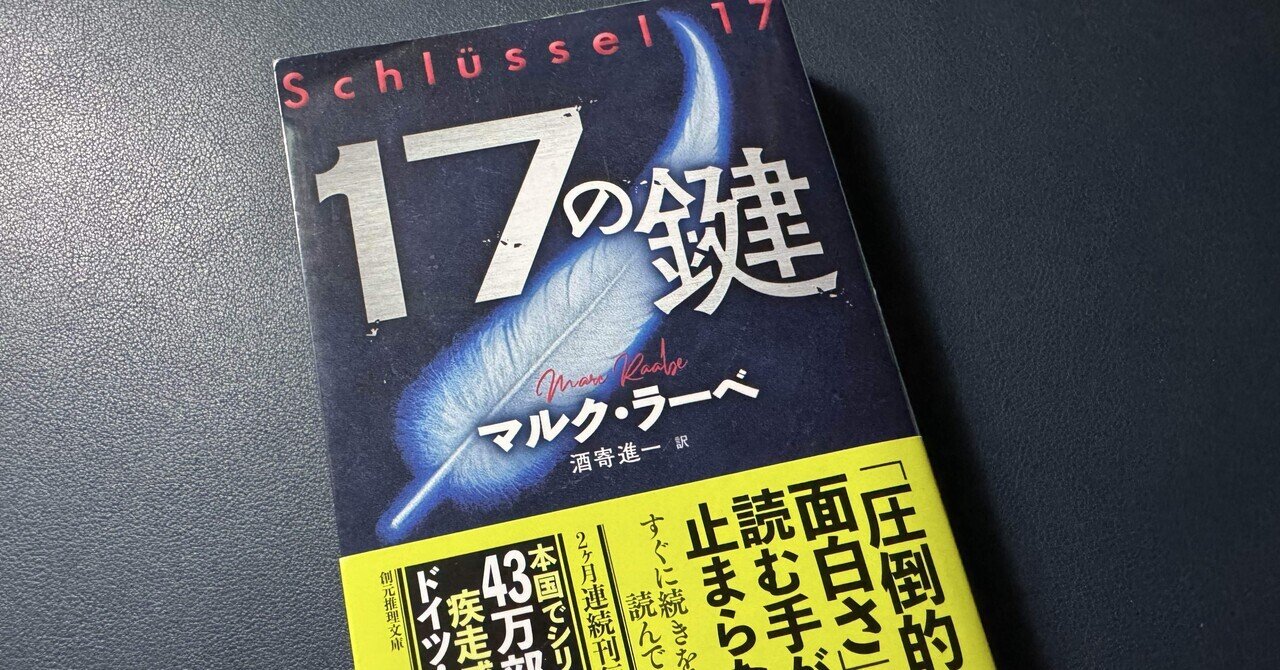 Schlüssel 17
17の鍵
Marc Raabe
マルク・ラーベ
酒寄進一 訳
「圧倒的
面白さ」
読む手が
止まらな
すぐに続きを
読んで
2ヶ月連続刊行
本国でシリ
43万部
疾走感
ドイツ
創元推理文庫